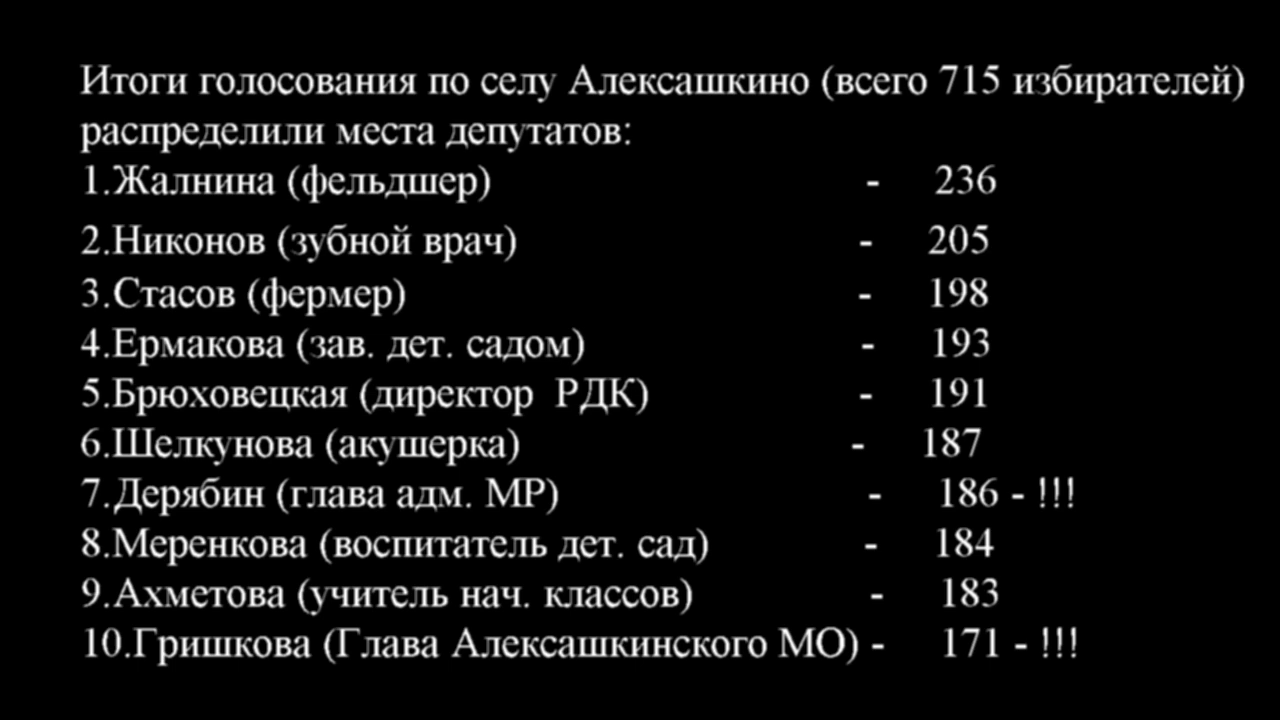 Итоги голосования по селу Алексашкино (всего 715 избирателей)
распределили места депутатов:
1.Жалнина (фельдшер) - 236
2.Никонов (зубной врач) - 205
3.Стасов (фермер) - 198
4.Ермакова (зав. дет. садом) - 193
5.Брюховецкая (директор РДК) - 191
6.Шелкунова (акушерка) - 187
7.Дерябин (глава адм. МР) - 186 - !!!
8.Меренкова (воспитатель дет. сад) - 184
9.Ахметова (учитель нач. классов) - 183
10.Гришкова (Глава Алексашкинского МО) - 171 - !!!